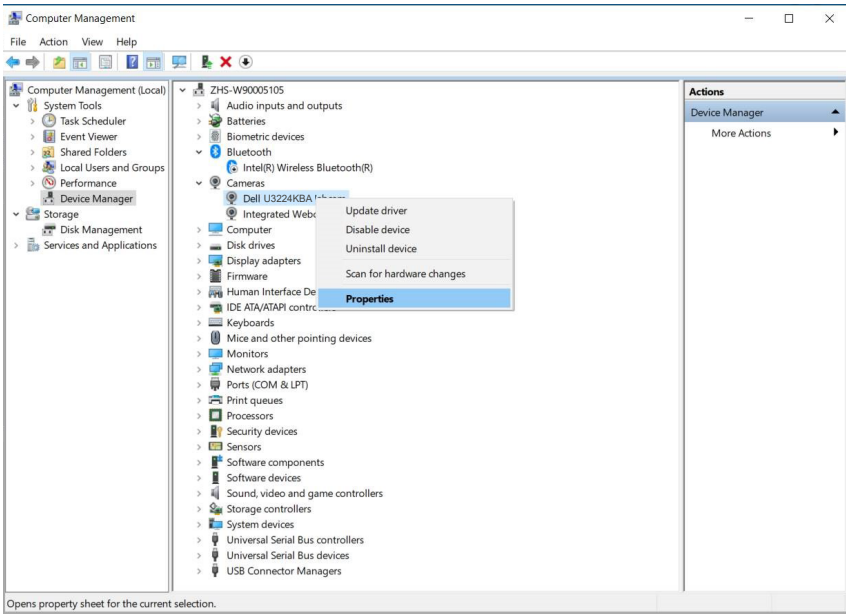 Computer Management
File Action View Help
Computer Management (Local)
System Tools
Task Scheduler
Event Viewer
Shared Folders
Local Users and Groups
Performance
Device Manager
Storage
Disk Management
Services and Applications
ZHS-W90005105
Audio inputs and outputs
Batteries
Biometric devices
Bluetooth
Intel(R) Wireless Bluetooth(R)
Cameras
Dell U3224KBA
Integrated
Computer
Disk drives
Display adapters
Firmware
Human Interface
IDE ATA/ATAPI
Keyboards
Mice and other pointing devices
Monitors
Network adapters
Ports (COM & LPT)
Print queues
Processors
Security devices
Sensors
Software components
Software devices
Sound, video and game controllers
Storage controllers
System devices
Universal Serial Bus controllers
Universal Serial Bus devices
USB Connector Managers
Update driver
Disable device
Uninstall device
Scan for hardware changes
Properties
Actions
Device Manager
More Actions
Opens property sheet for the current selection.